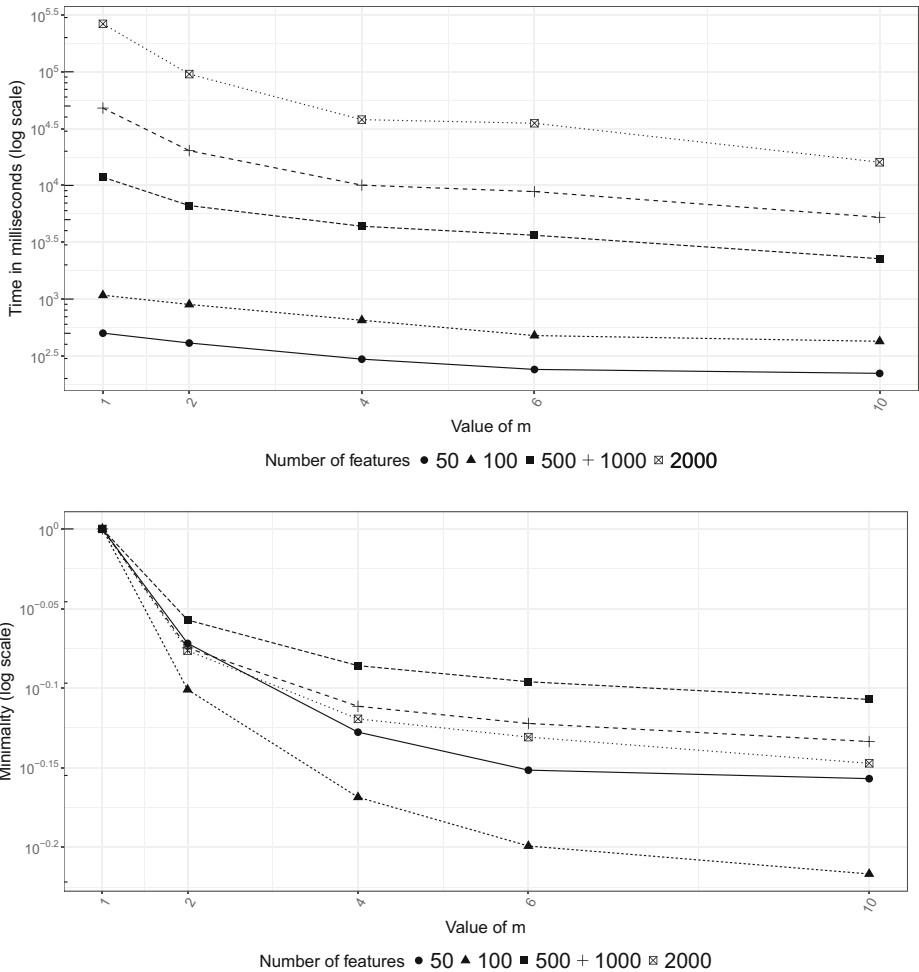 Time in milliseconds (log scale)
10^5.5
10^5
10^4.5
10^4
10^3.5
10^3
10^2.5
1 2 4 6 10
Value of m
Number of features 50 100 500 1000 2000
Minimality (log scale)
10^0
10^−0.05
10^−0.1
10^−0.15
10^−0.2
1 2 4 6 10
Value of m
Number of features 50 100 500 1000 2000